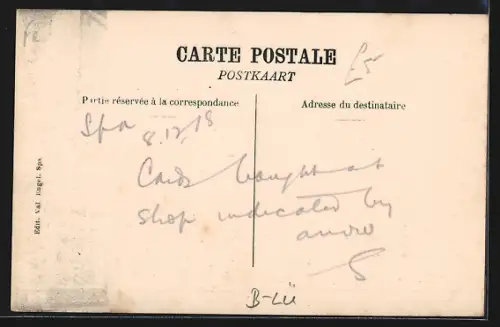 CARTE POSTALE
POSTKAART
£5
Partie réservée à la correspondance
Adresse du destinataire
Spa 8.12.18
Cards bought at
shop indicated by
arrow
S
B-Lü
Edit. Val. Engel. Spa